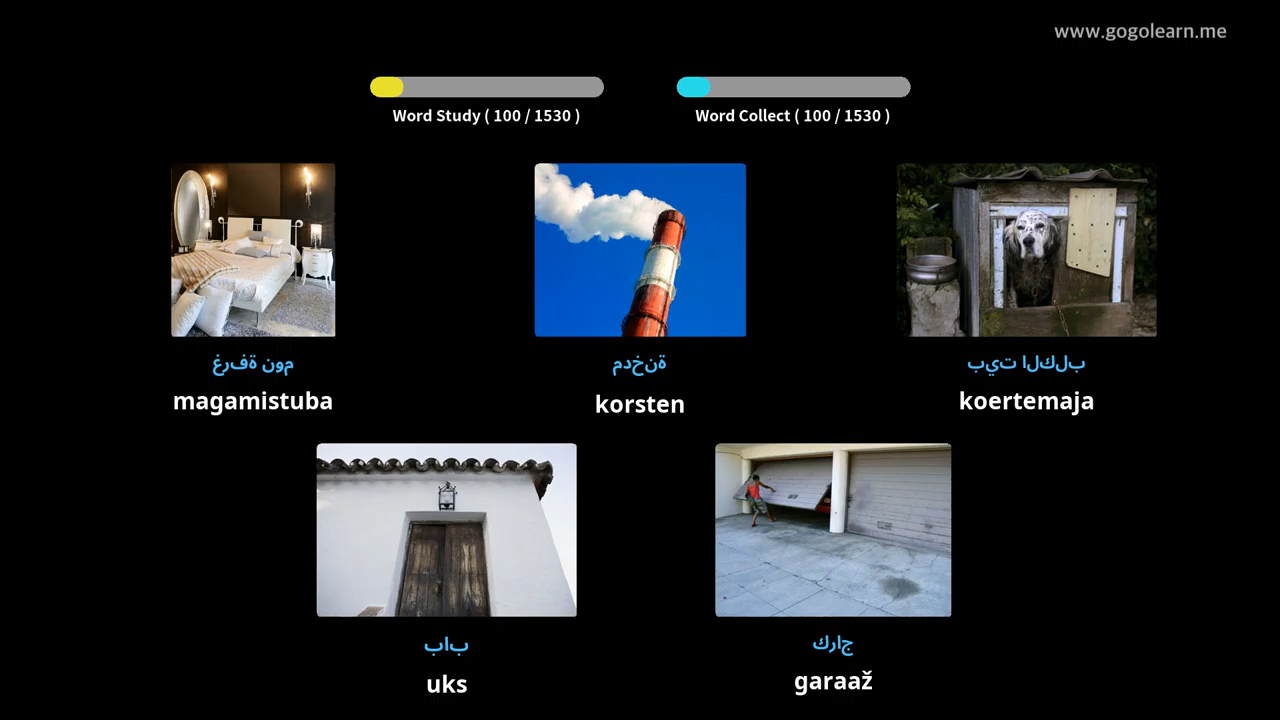 www.gogolearn.me
Word Study ( 100 / 1530 )
Word Collect ( 100 / 1530 )
غرفة نوم
magamistuba
مدخنة
korsten
بيت الكلب
koertemaja
باب
uks
كراج
garaaž